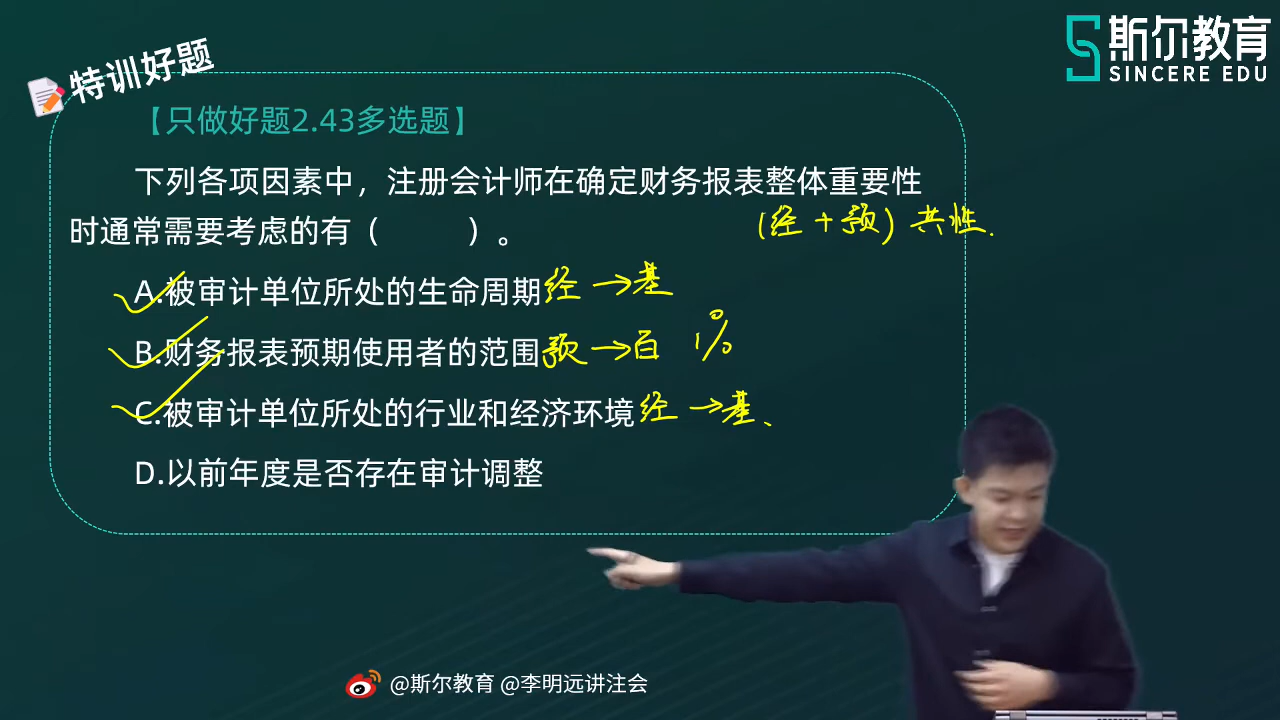 斯尔教育
SINCERE EDU
特训好题
【只做好题2.43多选题】
下列各项因素中，注册会计师在确定财务报表整体重要性
时通常需要考虑的有（　　）。
(经+预)共性.
A.被审计单位所处的生命周期经→基
B.财务报表预期使用者的范围预→百 1%
C.被审计单位所处的行业和经济环境经→基、
D.以前年度是否存在审计调整
@斯尔教育 @李明远讲注会